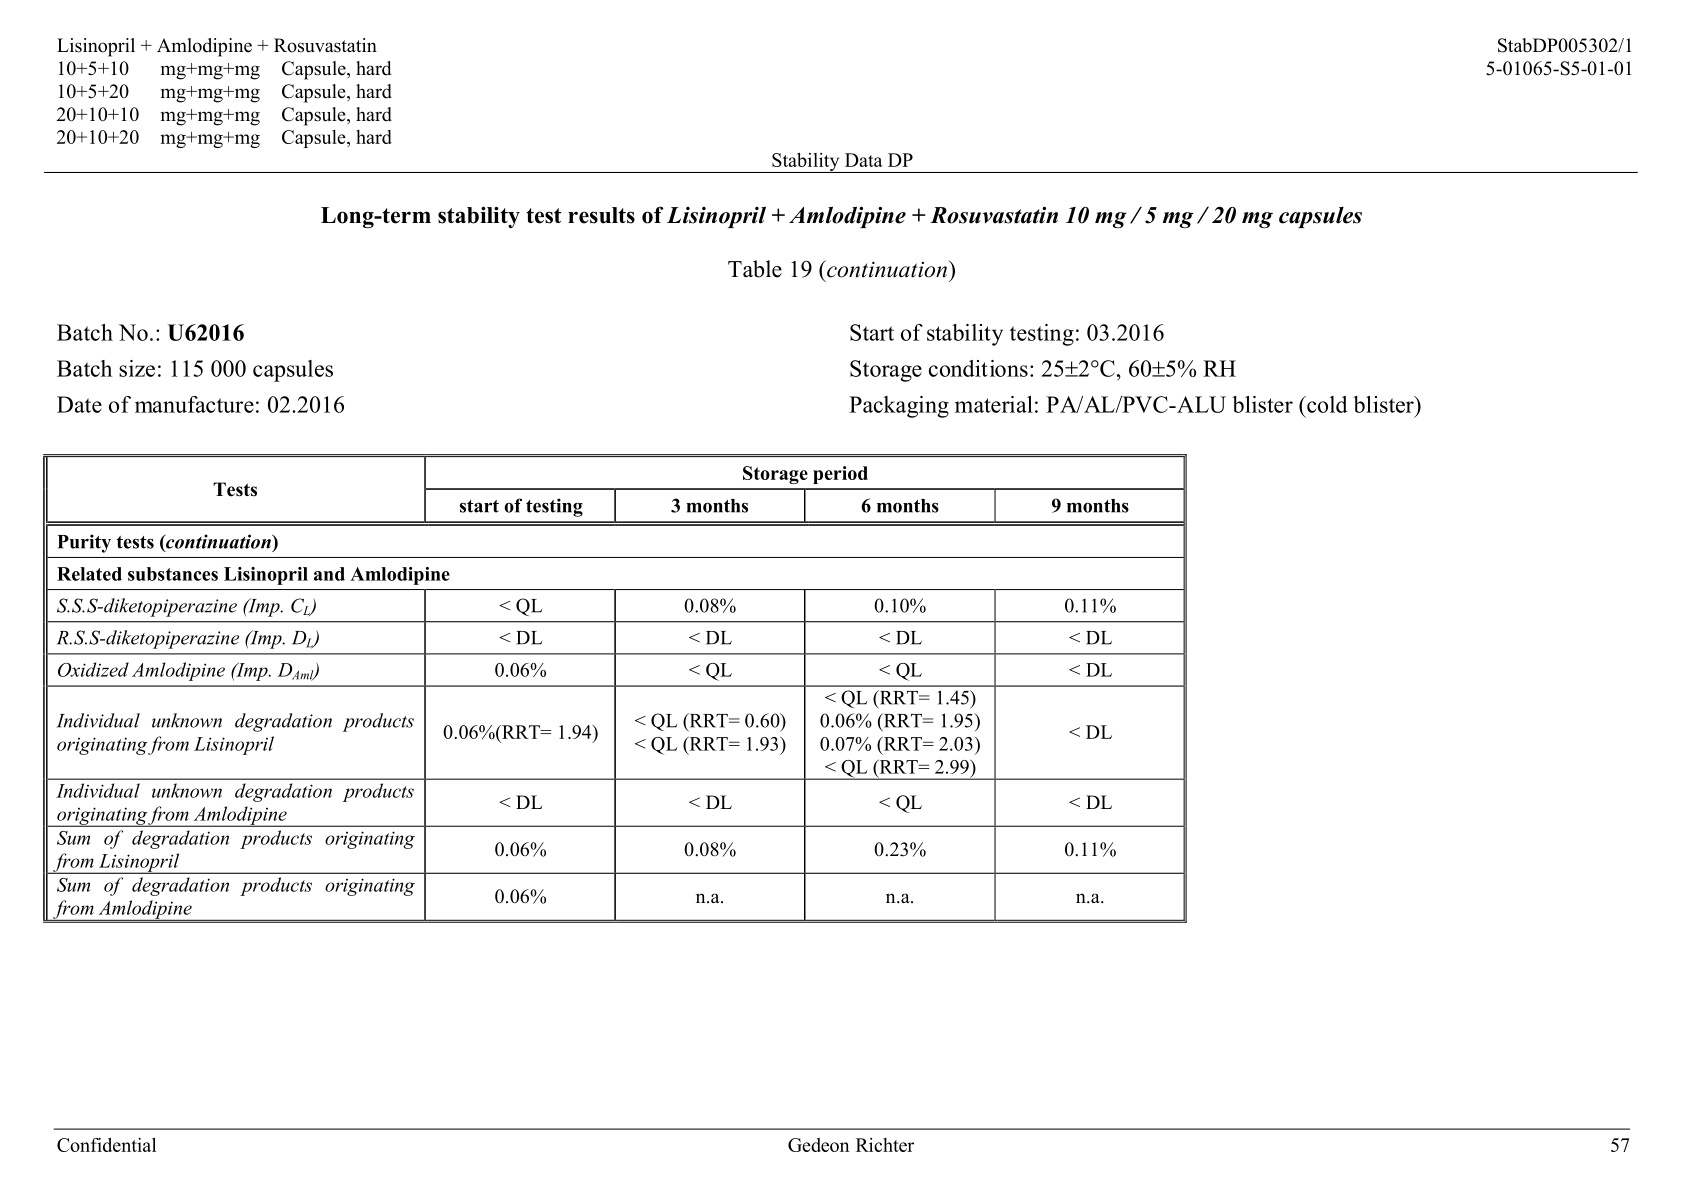 Lisinopril + Amlodipine + Rosuvastatin
StabDP005302/1
10+5+10 mg+mg+mg Capsule, hard
5-01065-S5-01-01
10+5+20 mg+mg+mg Capsule, hard
20+10+10 mg+mg+mg Capsule, hard
20+10+20 mg+mg+mg Capsule, hard
Stability Data DP
Long-term stability test results of Lisinopril + Amlodipine + Rosuvastatin 10 mg / 5 mg / 20 mg capsules
Table 19 (continuation)
Batch No.: U62016
Start of stability testing: 03.2016
Batch size: 115 000 capsules
Storage conditions: 25±2°C, 60±5% RH
Date of manufacture: 02.2016
Packaging material: PA/AL/PVC-ALU blister (cold blister)
Tests
Storage period
start of testing 3 months 6 months 9 months
Purity tests (continuation)
Related substances Lisinopril and Amlodipine
S.S.S-diketopiperazine (Imp. CL) < QL 0.08% 0.10% 0.11%
R.S.S-diketopiperazine (Imp. DL) < DL < DL < DL < DL
Oxidized Amlodipine (Imp. DAml) 0.06% < QL < QL < DL
Individual unknown degradation products
originating from Lisinopril
0.06%(RRT= 1.94)
< QL (RRT= 0.60)
< QL (RRT= 1.93)
< QL (RRT= 1.45)
0.06% (RRT= 1.95)
0.07% (RRT= 2.03)
< QL (RRT= 2.99)
< DL
Individual unknown degradation products
originating from Amlodipine
< DL < DL < QL < DL
Sum of degradation products originating
from Lisinopril
0.06% 0.08% 0.23% 0.11%
Sum of degradation products originating
from Amlodipine
0.06% n.a. n.a. n.a.
Confidential Gedeon Richter 57